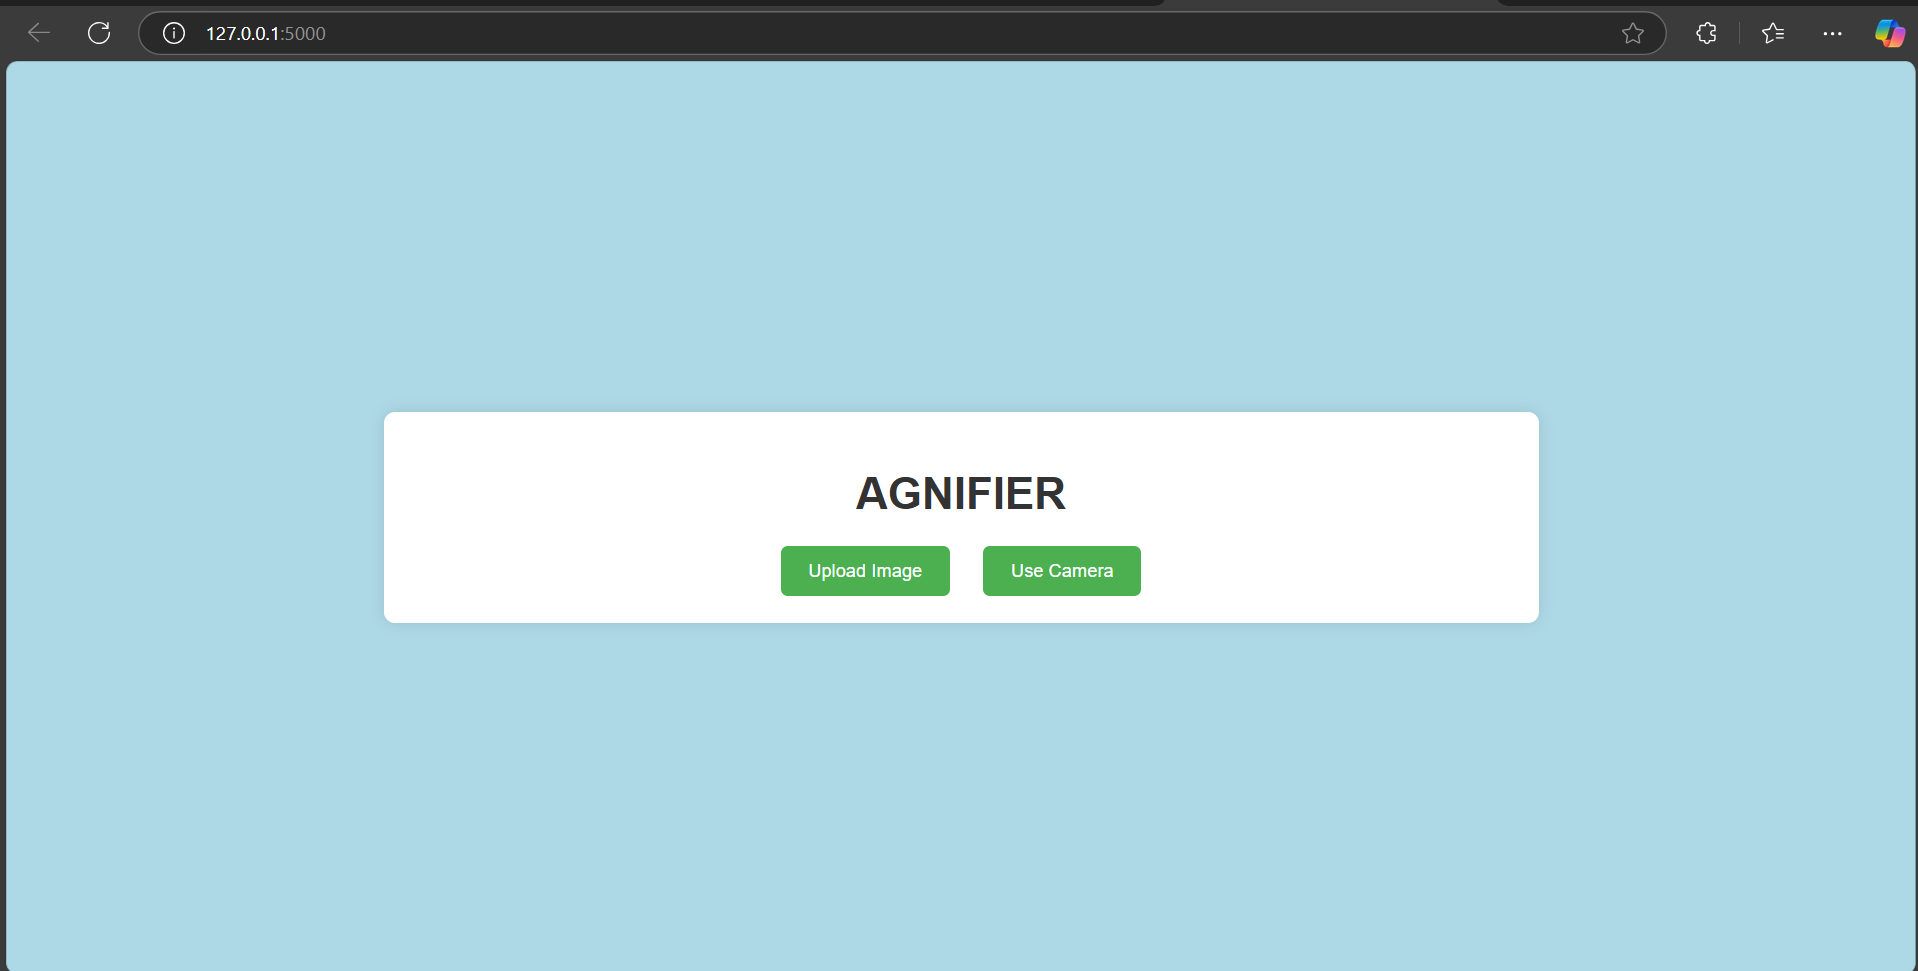 127.0.0.1:5000
AGNIFIER
Upload Image
Use Camera